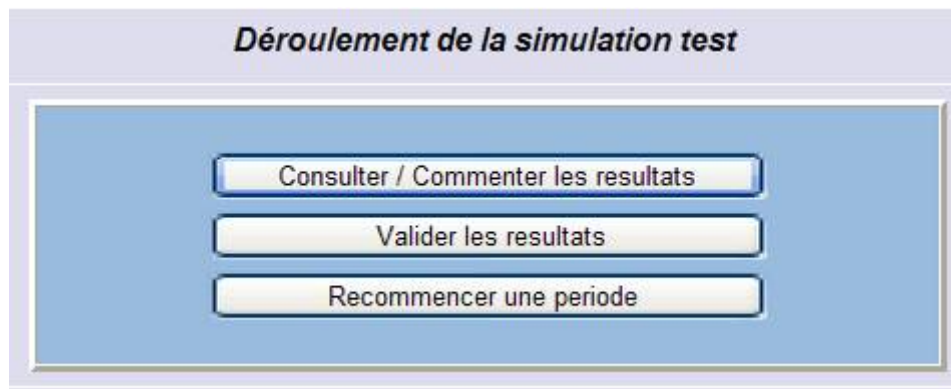 Déroulement de la simulation test
Consulter / Commenter les resultats
Valider les resultats
Recommencer une periode